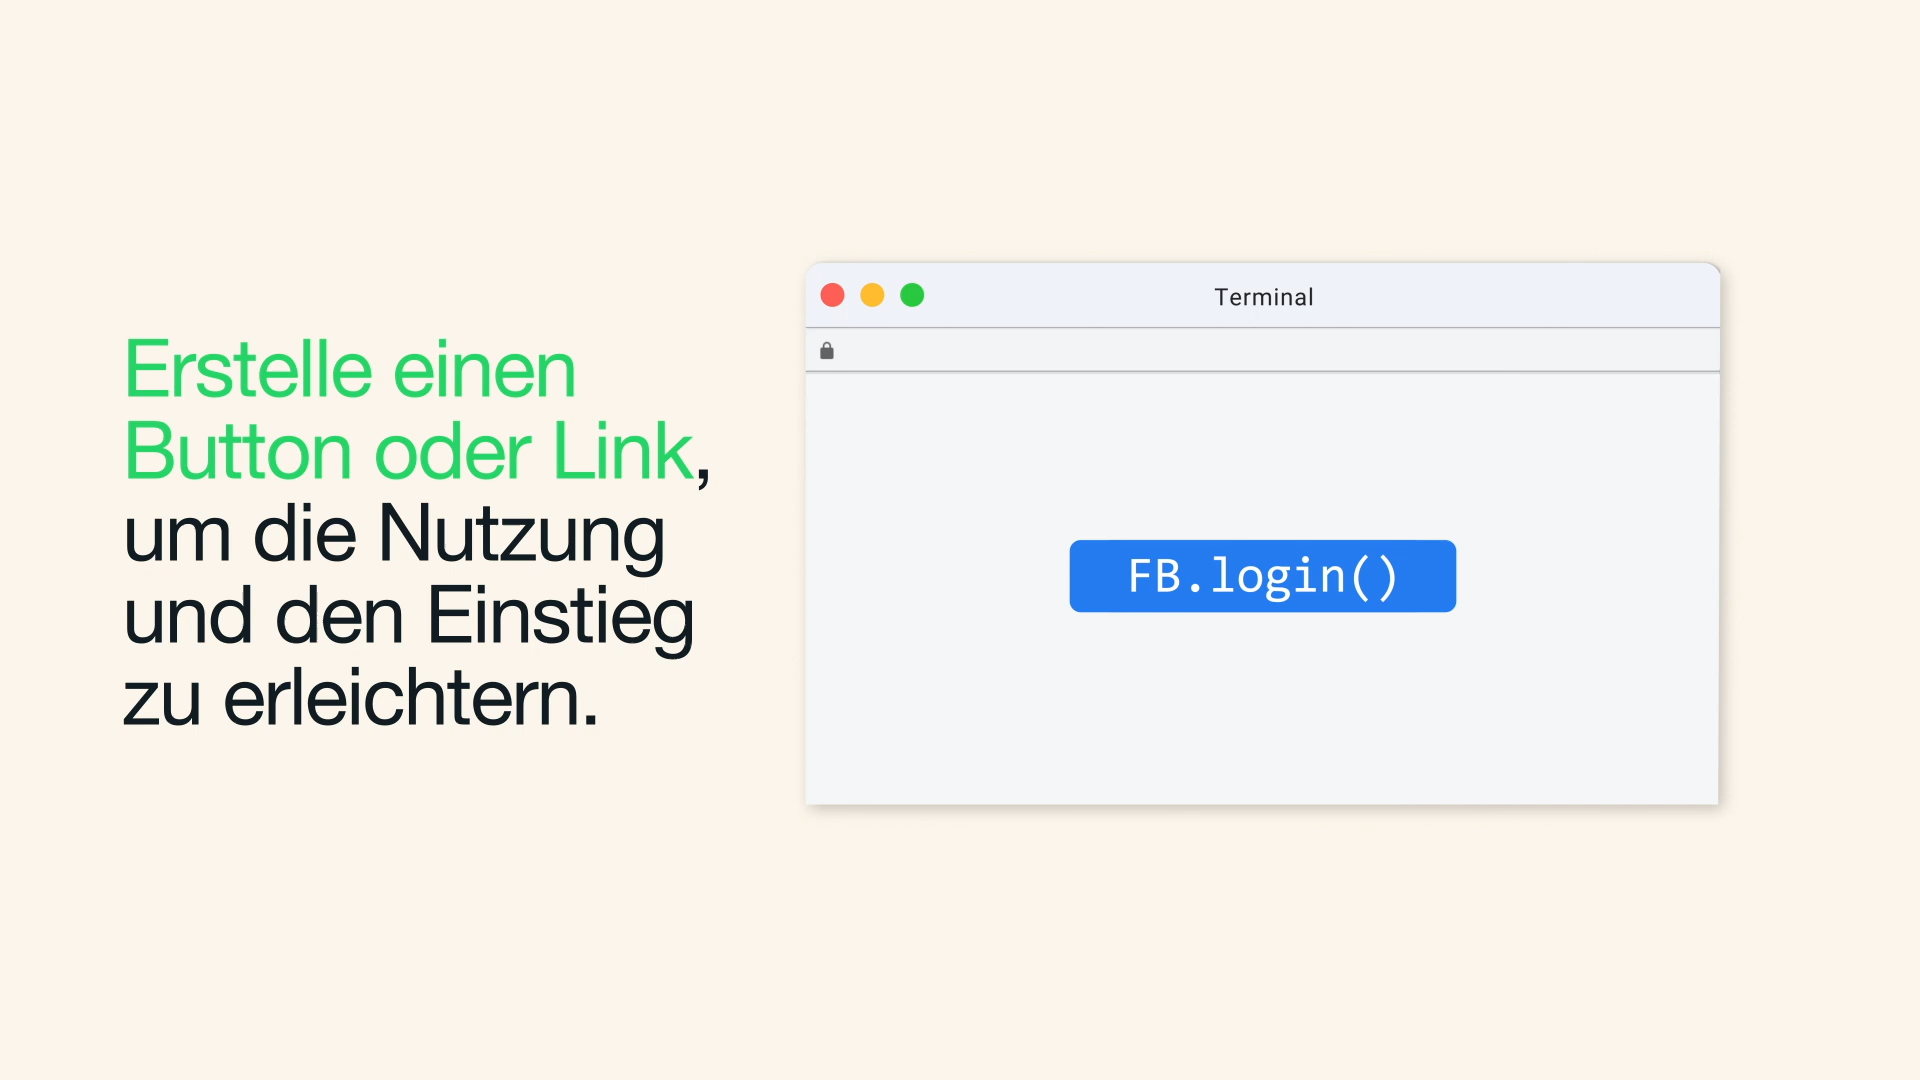 Erstelle einen
Button oder Link,
um die Nutzung
und den Einstieg
zu erleichtern.
Terminal
FB.login()